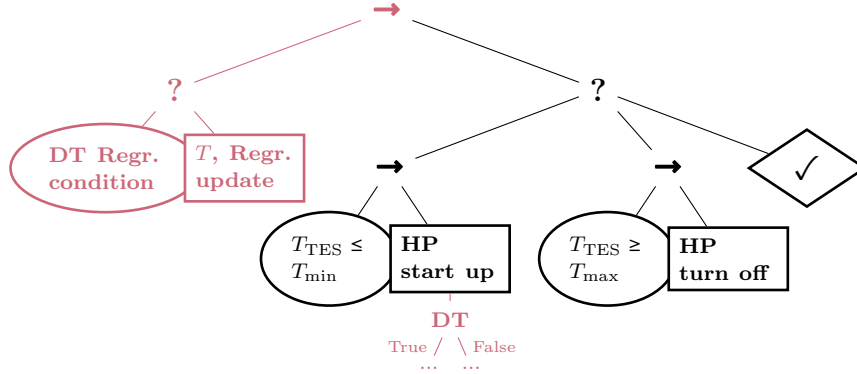 →
?
?
DT Regr.
condition
T, Regr.
update
→
→
✓
T_TES ≤
T_min
HP
start up
T_TES ≥
T_max
HP
turn off
DT
True
False
...
...